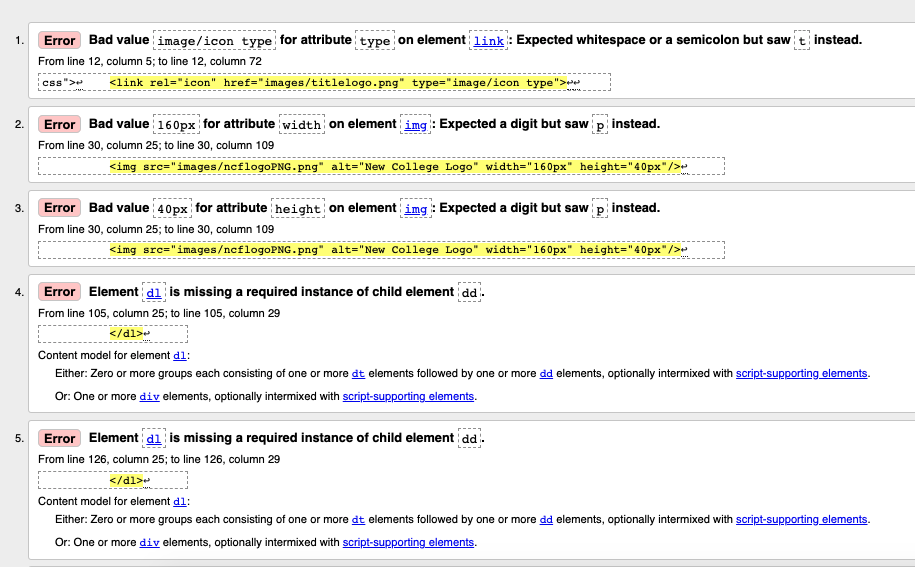 1. Error Bad value image/icon type for attribute type on element link: Expected whitespace or a semicolon but saw t instead.
From line 12, column 5; to line 12, column 72
css">↩ <link rel="icon" href="images/titlelogo.png" type="image/icon type">↩↩
2. Error Bad value 160px for attribute width on element img: Expected a digit but saw p instead.
From line 30, column 25; to line 30, column 109
<img src="images/ncflogoPNG.png" alt="New College Logo" width="160px" height="40px"/>↩
3. Error Bad value 40px for attribute height on element img: Expected a digit but saw p instead.
From line 30, column 25; to line 30, column 109
<img src="images/ncflogoPNG.png" alt="New College Logo" width="160px" height="40px"/>↩
4. Error Element dl is missing a required instance of child element dd.
From line 105, column 25; to line 105, column 29
</dl>↩
Content model for element dl:
Either: Zero or more groups each consisting of one or more dt elements followed by one or more dd elements, optionally intermixed with script-supporting elements.
Or: One or more div elements, optionally intermixed with script-supporting elements.
5. Error Element dl is missing a required instance of child element dd.
From line 126, column 25; to line 126, column 29
</dl>↩
Content model for element dl:
Either: Zero or more groups each consisting of one or more dt elements followed by one or more dd elements, optionally intermixed with script-supporting elements.
Or: One or more div elements, optionally intermixed with script-supporting elements.